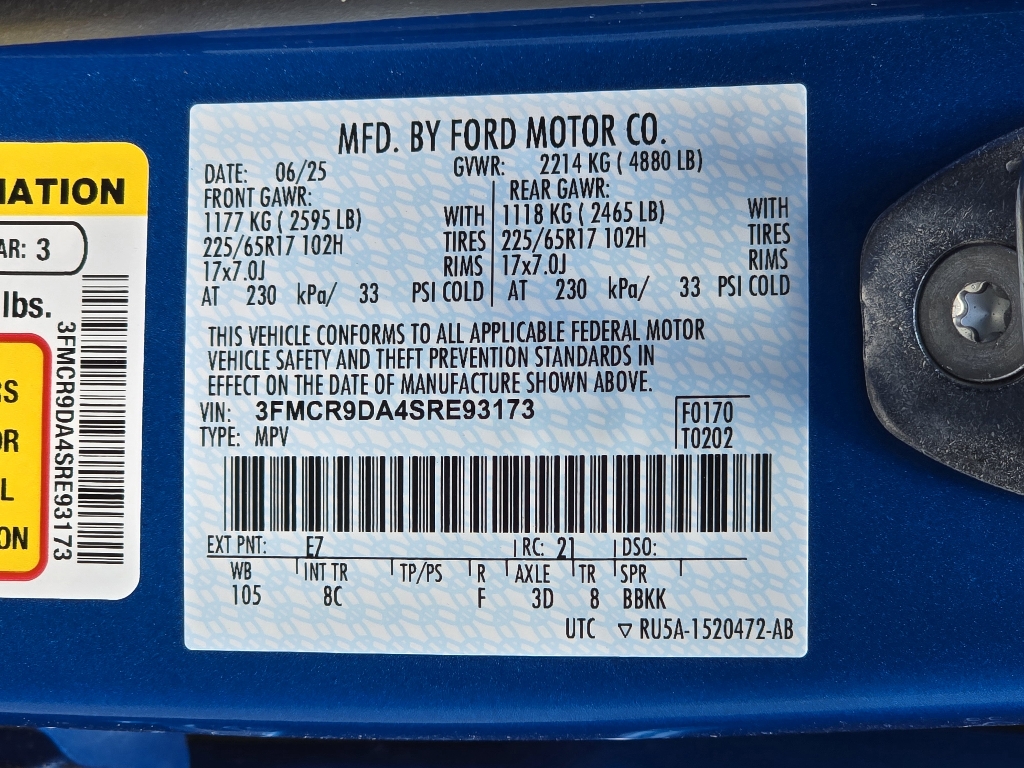 MATION
AR: 3
lbs.
RS
OR
L
ON
3FMCR9DA4SRE93173
MFD. BY FORD MOTOR CO.
DATE: 06/25 GVWR: 2214 KG ( 4880 LB)
FRONT GAWR: REAR GAWR:
1177 KG ( 2595 LB) WITH 1118 KG ( 2465 LB) WITH
225/65R17 102H TIRES 225/65R17 102H TIRES
17x7.0J RIMS 17x7.0J RIMS
AT 230 kPa/ 33 PSI COLD AT 230 kPa/ 33 PSI COLD
THIS VEHICLE CONFORMS TO ALL APPLICABLE FEDERAL MOTOR
VEHICLE SAFETY AND THEFT PREVENTION STANDARDS IN
EFFECT ON THE DATE OF MANUFACTURE SHOWN ABOVE.
VIN: 3FMCR9DA4SRE93173 F0170
TYPE: MPV T0202
EXT PNT: E7 RC: 21 DSO:
WB INT TR TP/PS R AXLE TR SPR
105 8C F 3D 8 BBKK
UTC ▽ RU5A-1520472-AB